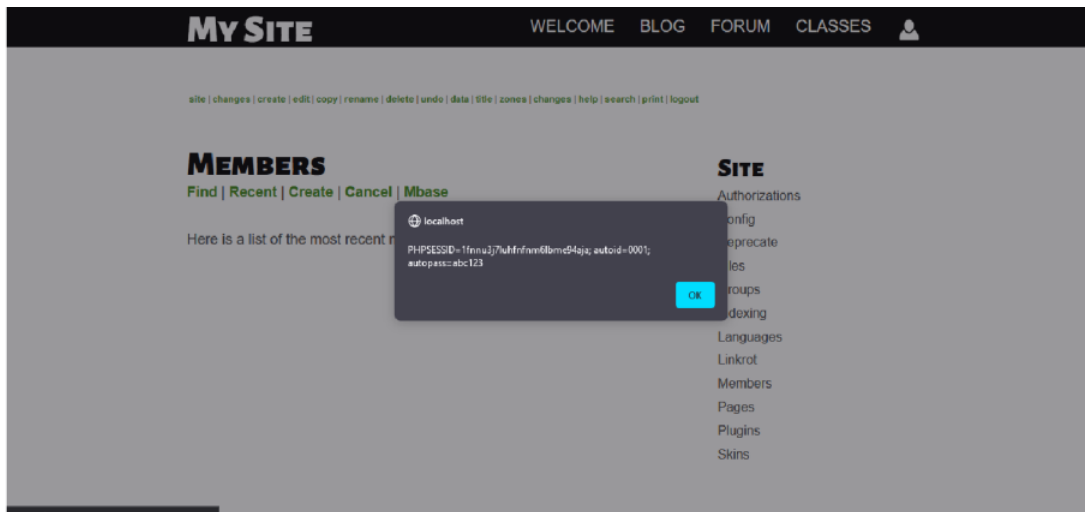 MY SITE
WELCOME BLOG FORUM CLASSES
site | changes | create | edit | copy | rename | delete | undo | data | title | zones | changes | help | search | print | logout
MEMBERS
Find | Recent | Create | Cancel | Mbase
Here is a list of the most recent
localhost
autoid=0001;
autopass=abc123
OK
SITE
Authorizations
onfig
eprecate
les
roups
dexing
Languages
Linkrot
Members
Pages
Plugins
Skins